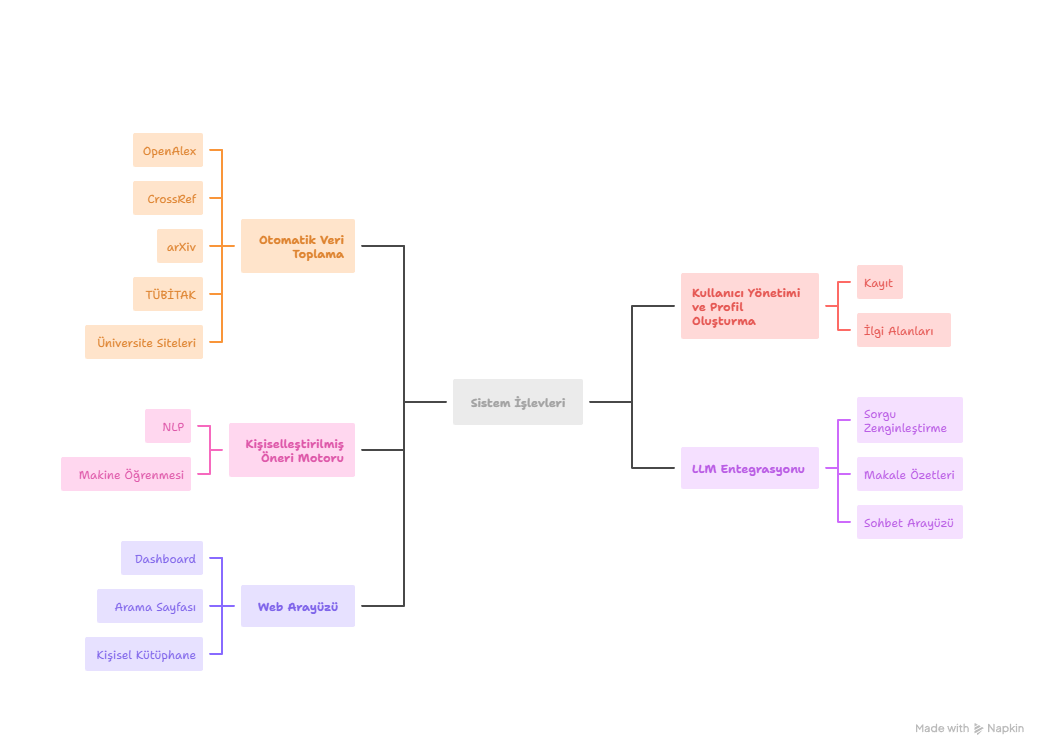 OpenAlex
CrossRef
arXiv
TÜBİTAK
Üniversite Siteleri
Otomatik Veri
Toplama
NLP
Makine Öğrenmesi
Kişiselleştirilmiş
Öneri Motoru
Dashboard
Arama Sayfası
Kişisel Kütüphane
Web Arayüzü
Sistem İşlevleri
Kullanıcı Yönetimi
ve Profil
Oluşturma
Kayıt
İlgi Alanları
LLM Entegrasyonu
Sorgu
Zenginleştirme
Makale Özetleri
Sohbet Arayüzü
Made with Napkin